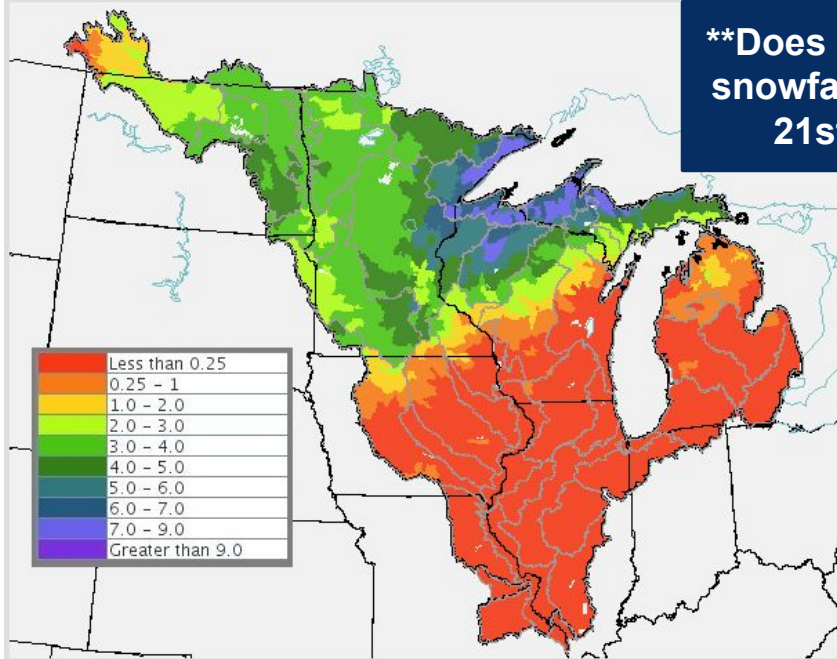 **Does
snowfa
21s
Less than 0.25
0.25 – 1
1.0 – 2.0
2.0 – 3.0
3.0 – 4.0
4.0 – 5.0
5.0 – 6.0
6.0 – 7.0
7.0 – 9.0
Greater than 9.0